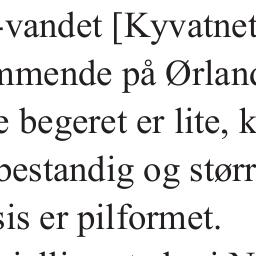 -vandet [Kyvatnet
mmende på Ørland
e begeret er lite, k
bestandig og størr
sis er pilformet.